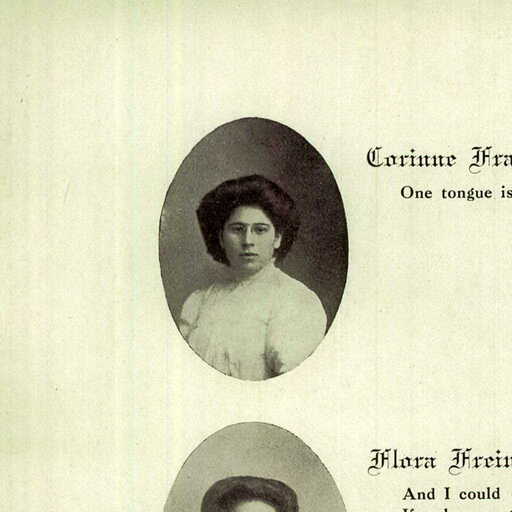 Corinne Fra
One tongue is
Flora Frein
And I could